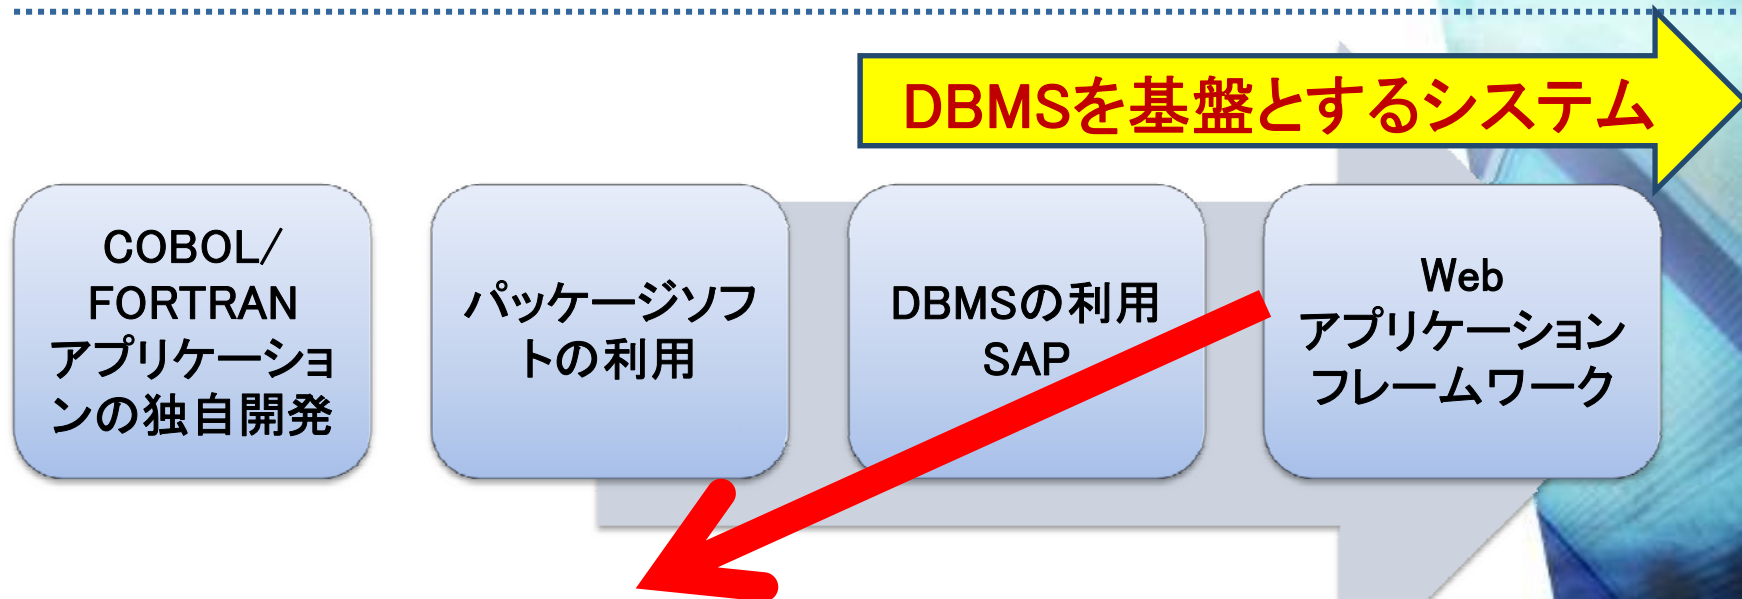 DBMSを基盤とするシステム
COBOL/
FORTRAN
アプリケーショ
ンの独自開発
パッケージソフ
トの利用
DBMSの利用
SAP
Web
アプリケーション
フレームワーク